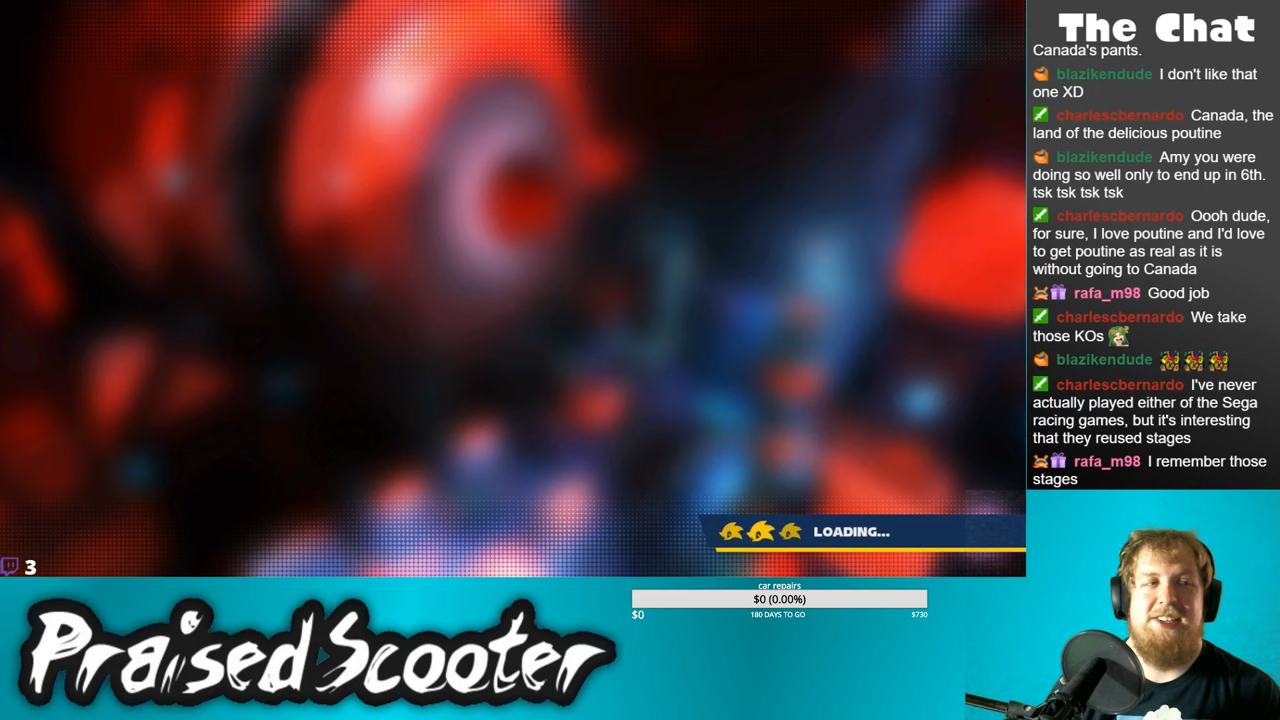 The Chat
Canada's pants.
blazikendude I don't like that
one XD
charlescbernardo Canada, the
land of the delicious poutine
blazikendude Amy you were
doing so well only to end up in 6th.
tsk tsk tsk tsk
charlescbernardo Oooh dude,
for sure, I love poutine and I'd love
to get poutine as real as it is
without going to Canada
rafa_m98 Good job
charlescbernardo We take
those KOs
blazikendude
charlescbernardo I've never
actually played either of the Sega
racing games, but it's interesting
that they reused stages
rafa_m98 I remember those
stages
LOADING...
3
car repairs
$0 (0.00%)
$0 180 DAYS TO GO $730
PraisedScooter